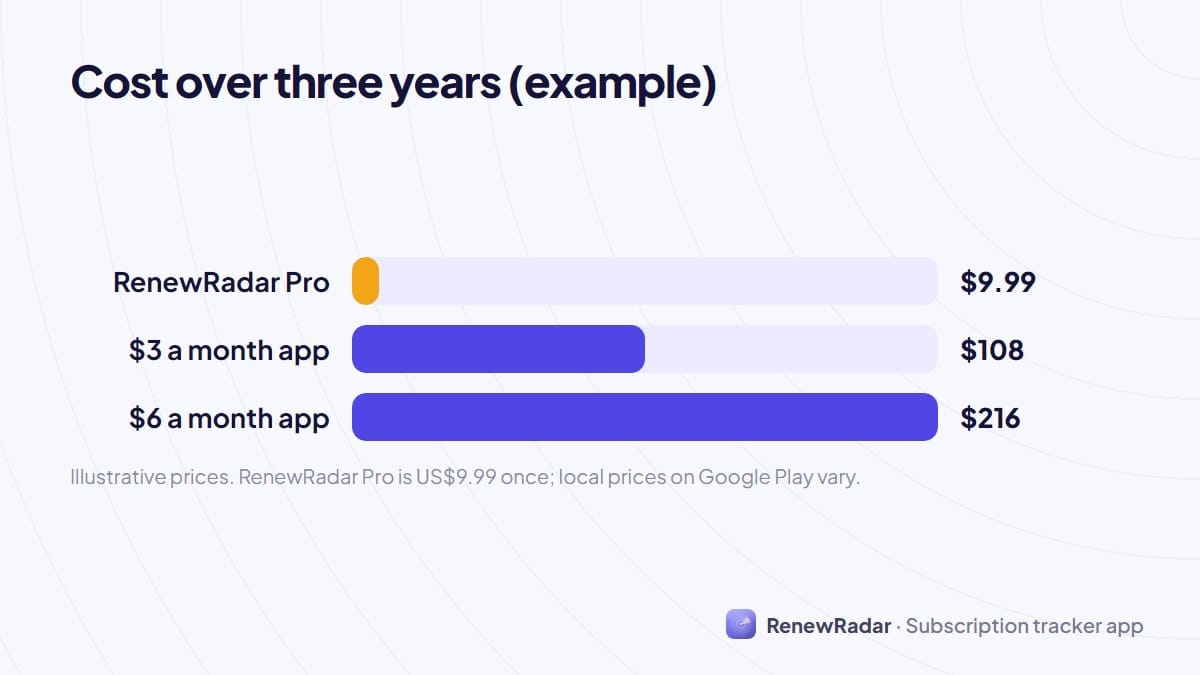 Cost over three years (example)
RenewRadar Pro $9.99
$3 a month app $108
$6 a month app $216
Illustrative prices. RenewRadar Pro is US$9.99 once; local prices on Google Play vary.
RenewRadar · Subscription tracker app